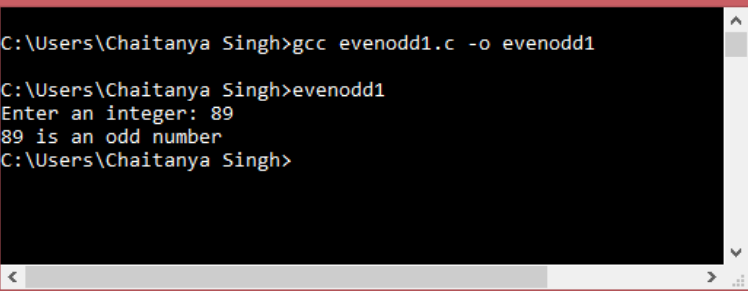 C:\Users\Chaitanya Singh>gcc evenodd1.c -o evenodd1
C:\Users\Chaitanya Singh>evenodd1
Enter an integer: 89
89 is an odd number
C:\Users\Chaitanya Singh>